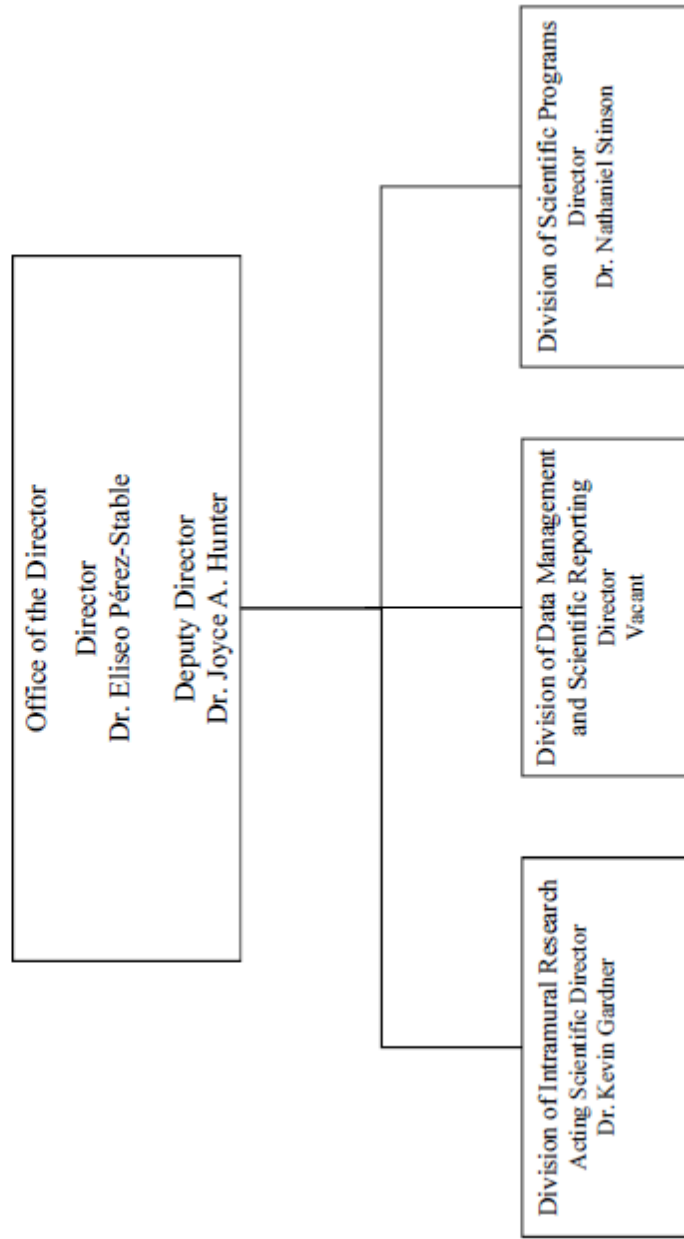 Office of the Director
Director
Dr. Eliseo Pérez-Stable
Deputy Director
Dr. Joyce A. Hunter
Division of Intramural Research
Acting Scientific Director
Dr. Kevin Gardner
Division of Data Management
and Scientific Reporting
Director
Vacant
Division of Scientific Programs
Director
Dr. Nathaniel Stinson